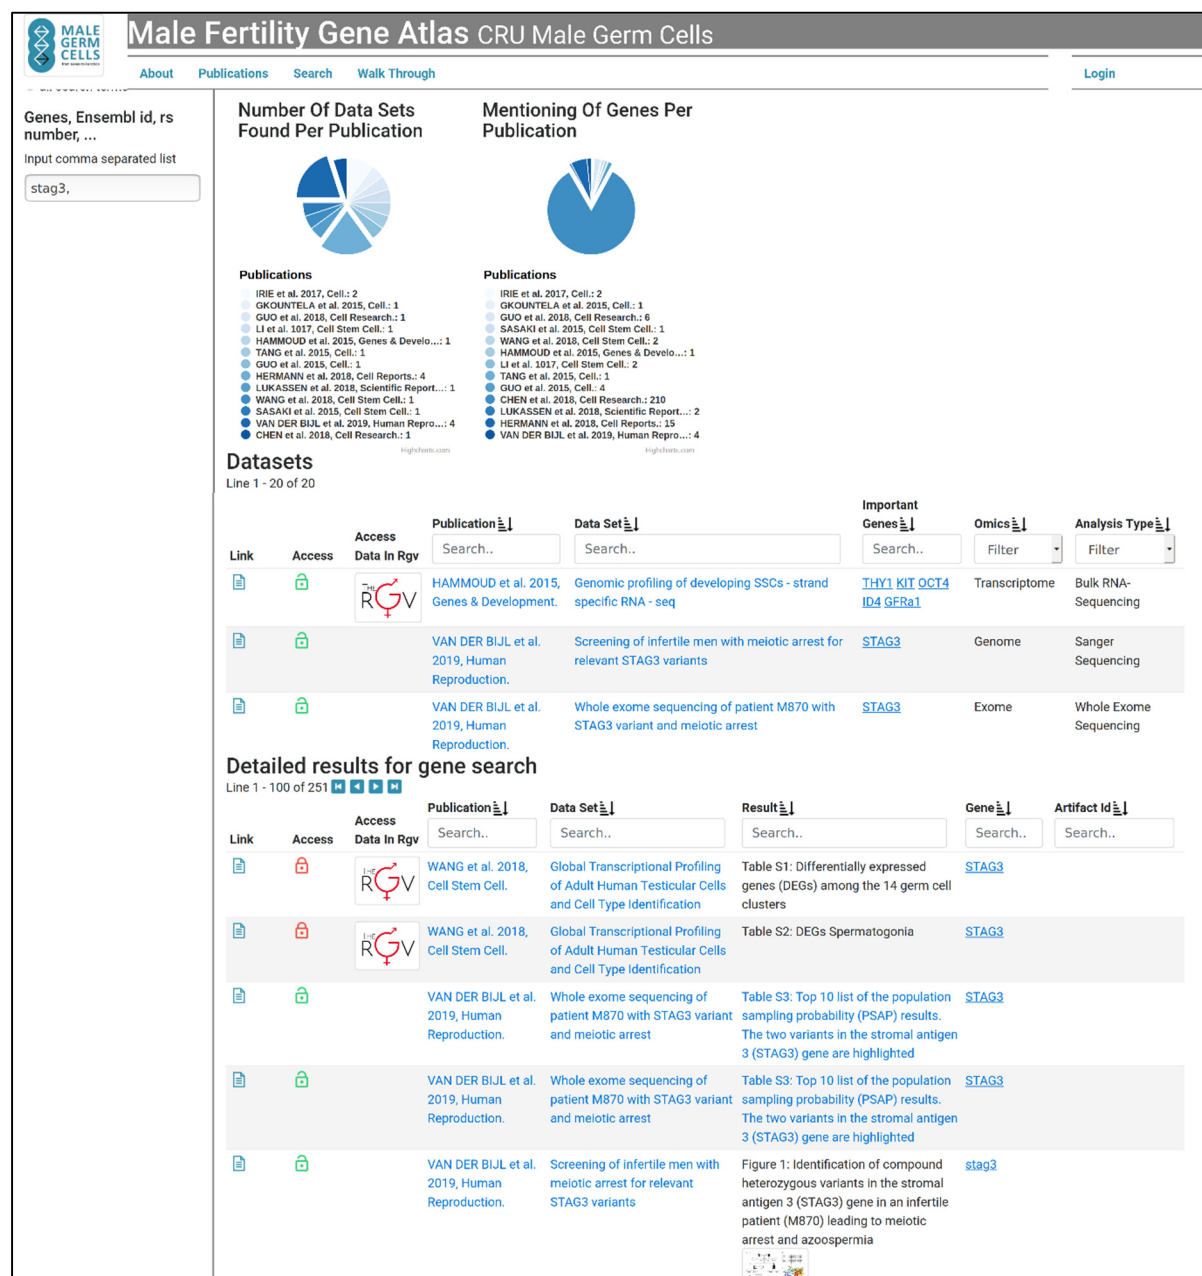 MALE
GERM
CELLS
Male Fertility Gene Atlas CRU Male Germ Cells
About Publications Search Walk Through Login
Genes, Ensembl id, rs
number, ...
Input comma separated list
stag3,
Number Of Data Sets
Found Per Publication
Publications
IRIE et al. 2017, Cell.: 2
GKOUNTELA et al. 2015, Cell.: 1
GUO et al. 2018, Cell Research.: 1
LI et al. 1017, Cell Stem Cell.: 1
HAMMOUD et al. 2015, Genes & Develo...: 1
TANG et al. 2015, Cell.: 1
GUO et al. 2015, Cell.: 1
HERMANN et al. 2018, Cell Reports.: 4
LUKASSEN et al. 2018, Scientific Report...: 1
WANG et al. 2018, Cell Stem Cell.: 1
SASAKI et al. 2015, Cell Stem Cell.: 1
VAN DER BIJL et al. 2019, Human Repro...: 4
CHEN et al. 2018, Cell Research.: 1
Highcharts.com
Mentioning Of Genes Per
Publication
Publications
IRIE et al. 2017, Cell.: 2
GKOUNTELA et al. 2015, Cell.: 1
GUO et al. 2018, Cell Research.: 6
SASAKI et al. 2015, Cell Stem Cell.: 1
WANG et al. 2018, Cell Stem Cell.: 2
HAMMOUD et al. 2015, Genes & Develo...: 1
LI et al. 1017, Cell Stem Cell.: 2
TANG et al. 2015, Cell.: 1
GUO et al. 2015, Cell.: 4
CHEN et al. 2018, Cell Research.: 210
LUKASSEN et al. 2018, Scientific Report...: 2
HERMANN et al. 2018, Cell Reports.: 15
VAN DER BIJL et al. 2019, Human Repro...: 4
Highcharts.com
Datasets
Line 1 - 20 of 20
Link
Access
Access
Data In Rgv
Publication
Search..
Data Set
Search..
Important
Genes
Search..
Omics
Filter
Analysis Type
Filter
THE
RGV
HAMMOUD et al. 2015,
Genes & Development.
Genomic profiling of developing SSCs - strand
specific RNA - seq
THY1 KIT OCT4
ID4 GFRa1
Transcriptome
Bulk RNA-
Sequencing
VAN DER BIJL et al.
2019, Human
Reproduction.
Screening of infertile men with meiotic arrest for
relevant STAG3 variants
STAG3
Genome
Sanger
Sequencing
VAN DER BIJL et al.
2019, Human
Reproduction.
Whole exome sequencing of patient M870 with
STAG3 variant and meiotic arrest
STAG3
Exome
Whole Exome
Sequencing
Detailed results for gene search
Line 1 - 100 of 251
Link
Access
Access
Data In Rgv
Publication
Search..
Data Set
Search..
Result
Search..
Gene
Search..
Artifact Id
Search..
THE
RGV
WANG et al. 2018,
Cell Stem Cell.
Global Transcriptional Profiling
of Adult Human Testicular Cells
and Cell Type Identification
Table S1: Differentially expressed
genes (DEGs) among the 14 germ cell
clusters
STAG3
THE
RGV
WANG et al. 2018,
Cell Stem Cell.
Global Transcriptional Profiling
of Adult Human Testicular Cells
and Cell Type Identification
Table S2: DEGs Spermatogonia
STAG3
VAN DER BIJL et al.
2019, Human
Reproduction.
Whole exome sequencing of
patient M870 with STAG3 variant
and meiotic arrest
Table S3: Top 10 list of the population
sampling probability (PSAP) results.
The two variants in the stromal antigen
3 (STAG3) gene are highlighted
STAG3
VAN DER BIJL et al.
2019, Human
Reproduction.
Whole exome sequencing of
patient M870 with STAG3 variant
and meiotic arrest
Table S3: Top 10 list of the population
sampling probability (PSAP) results.
The two variants in the stromal antigen
3 (STAG3) gene are highlighted
STAG3
VAN DER BIJL et al.
2019, Human
Reproduction.
Screening of infertile men with
meiotic arrest for relevant
STAG3 variants
Figure 1: Identification of compound
heterozygous variants in the stromal
antigen 3 (STAG3) gene in an infertile
patient (M870) leading to meiotic
arrest and azoospermia
stag3